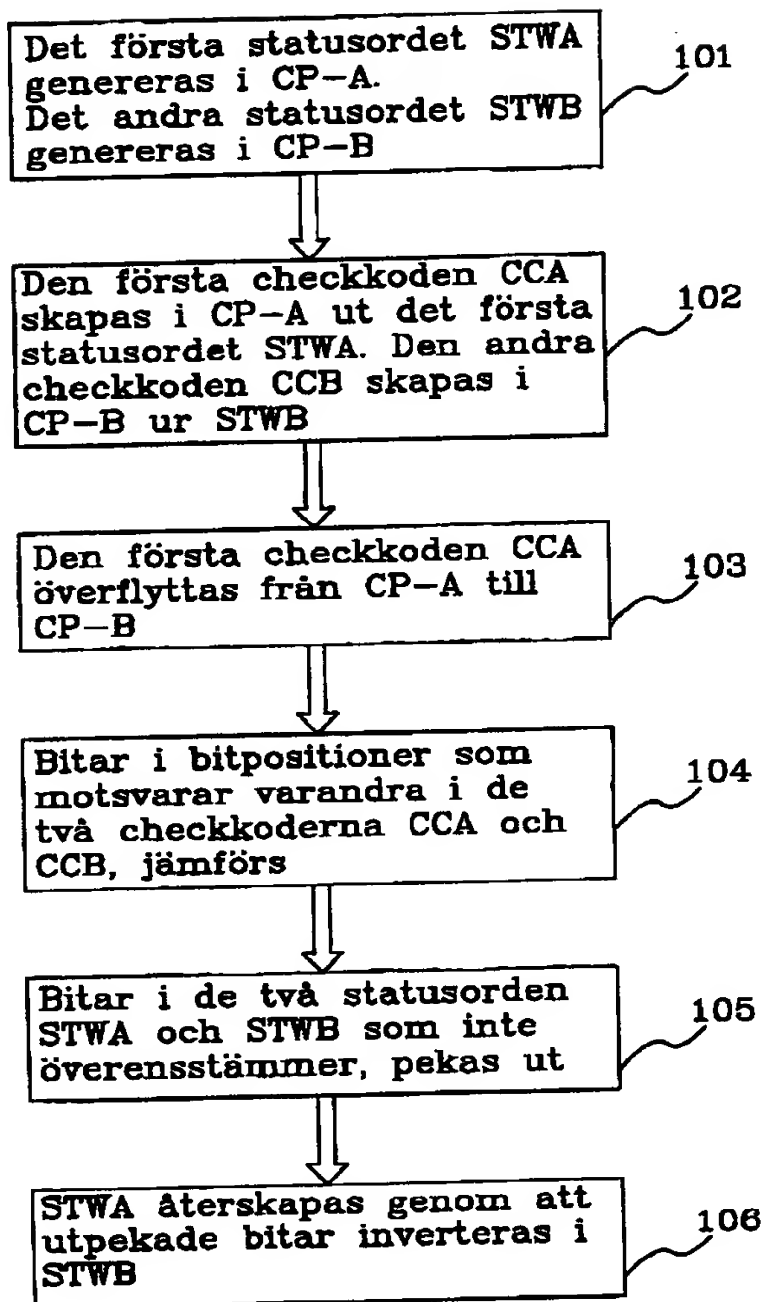 Det första statusordet STWA
genereras i CP-A.
Det andra statusordet STWB
genereras i CP-B
101
Den första checkkoden CCA
skapas i CP-A ut det första
statusordet STWA. Den andra
checkkoden CCB skapas i
CP-B ur STWB
102
Den första checkkoden CCA
överflyttas från CP-A till
CP-B
103
Bitar i bitpositioner som
motsvarar varandra i de
två checkkoderna CCA och
CCB, jämförs
104
Bitar i de två statusorden
STWA och STWB som inte
överensstämmer, pekas ut
105
STWA återskapas genom att
utpekade bitar inverteras i
STWB
106